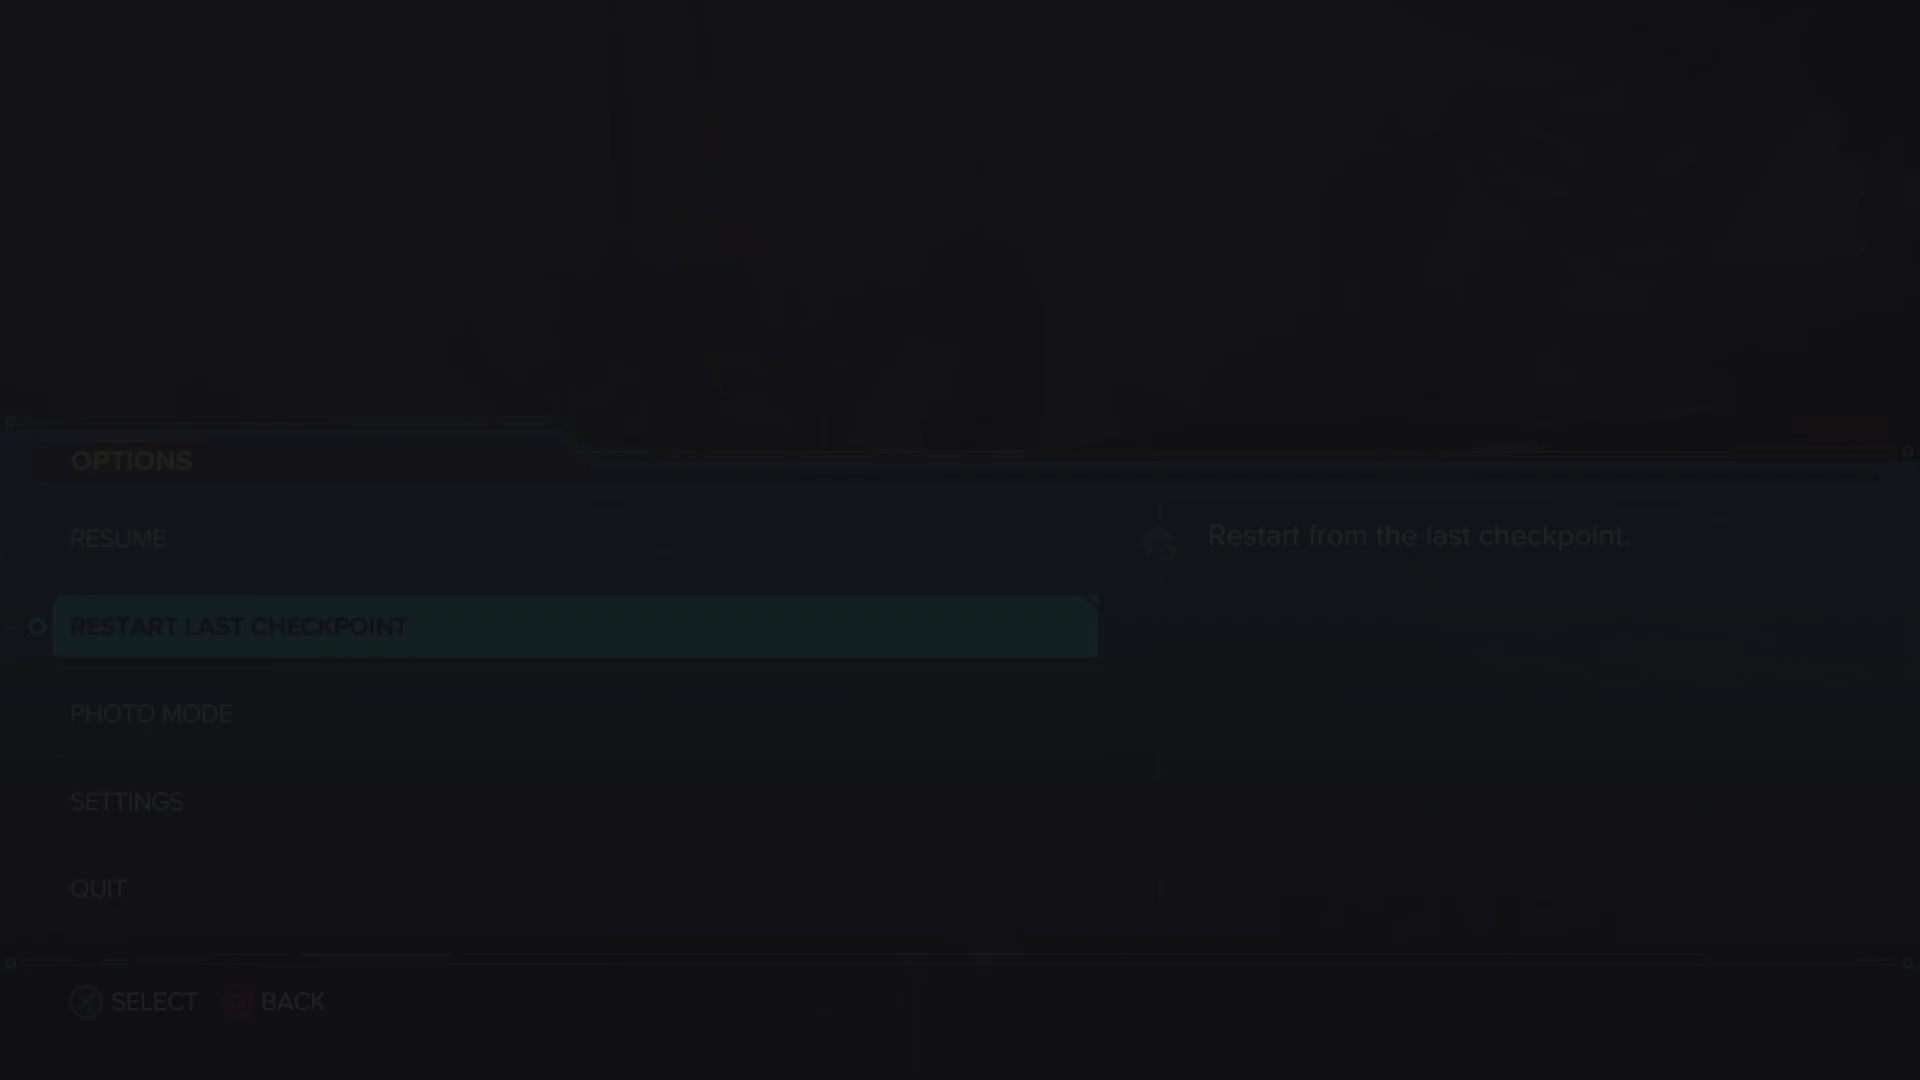 OPTIONS
RESUME
Restart from the last checkpoint.
RESTART LAST CHECKPOINT
PHOTO MODE
SETTINGS
QUIT
SELECT BACK